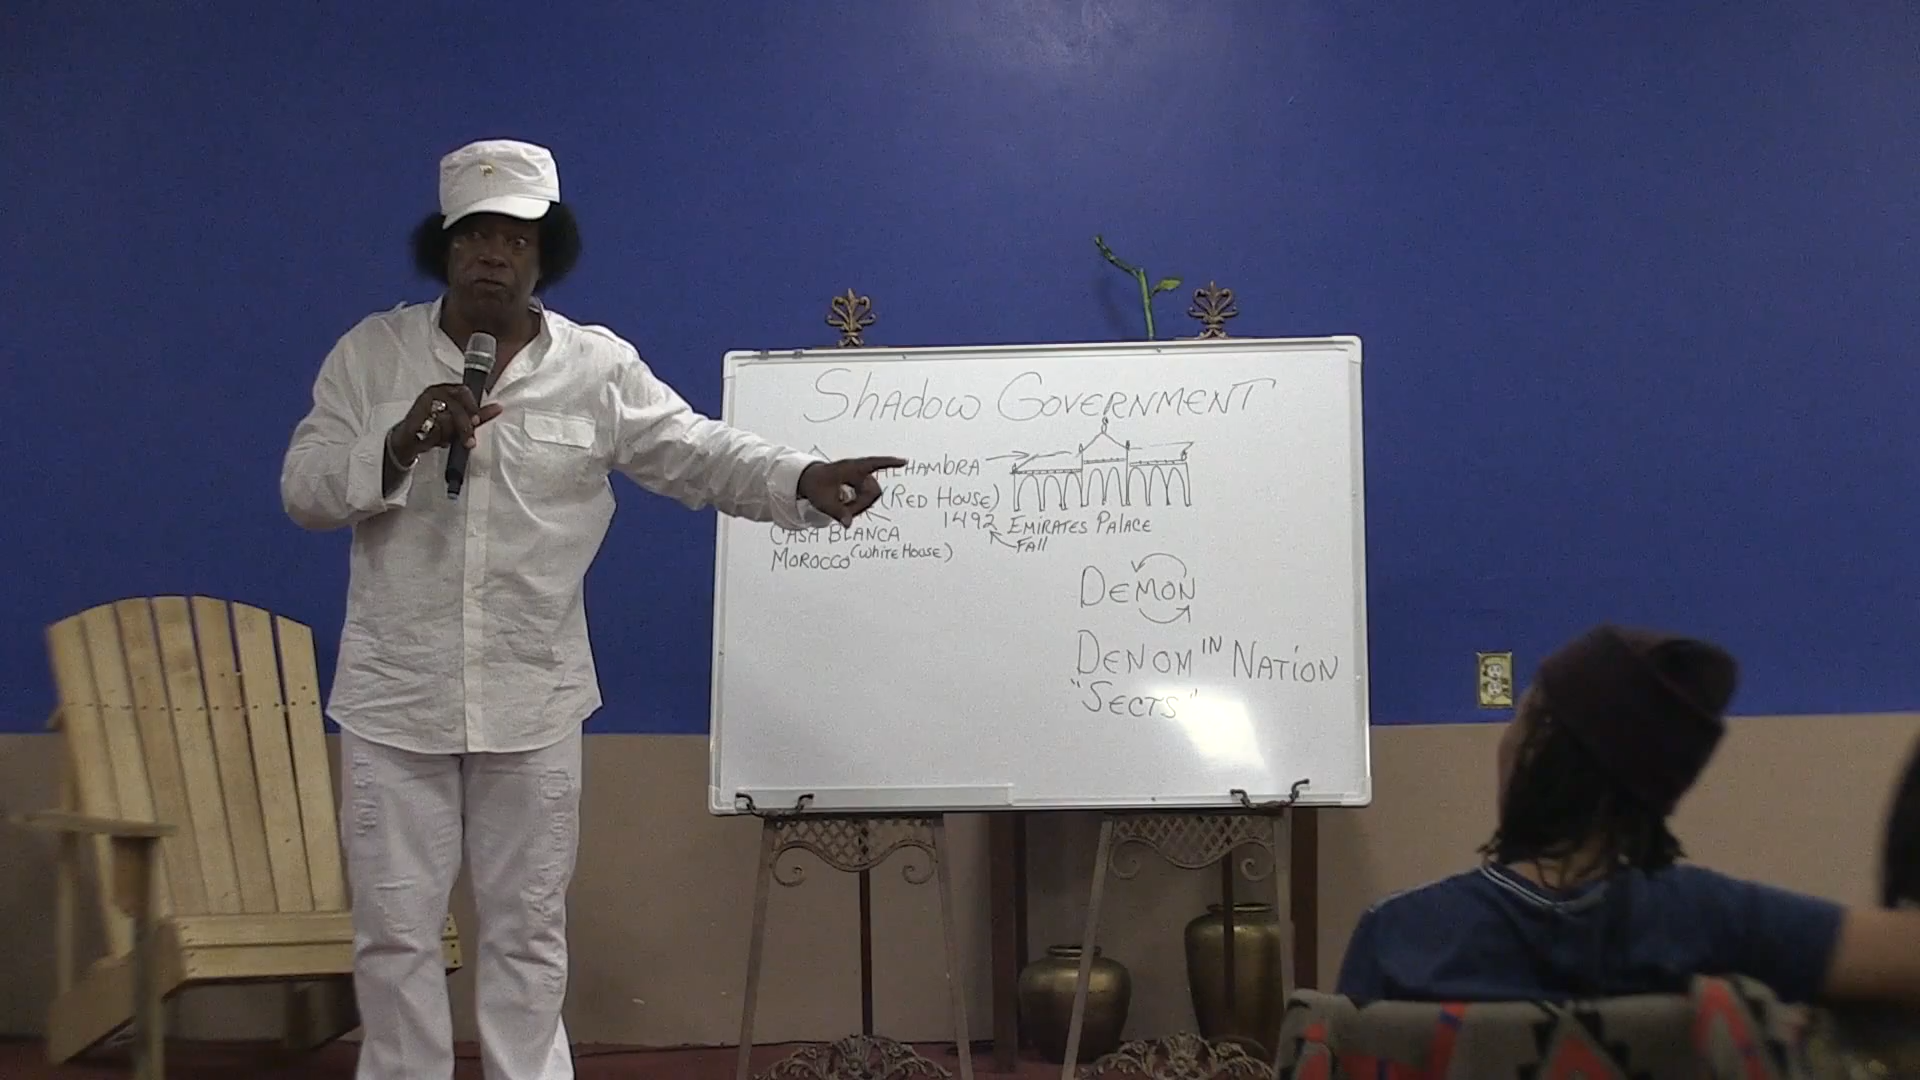 Shadow Government
Alhambra
(Red House)
1492
Emirates Palace
Fall
Casa Blanca
Morocco (White House)
Demon
Denom in Nation
"Sects"